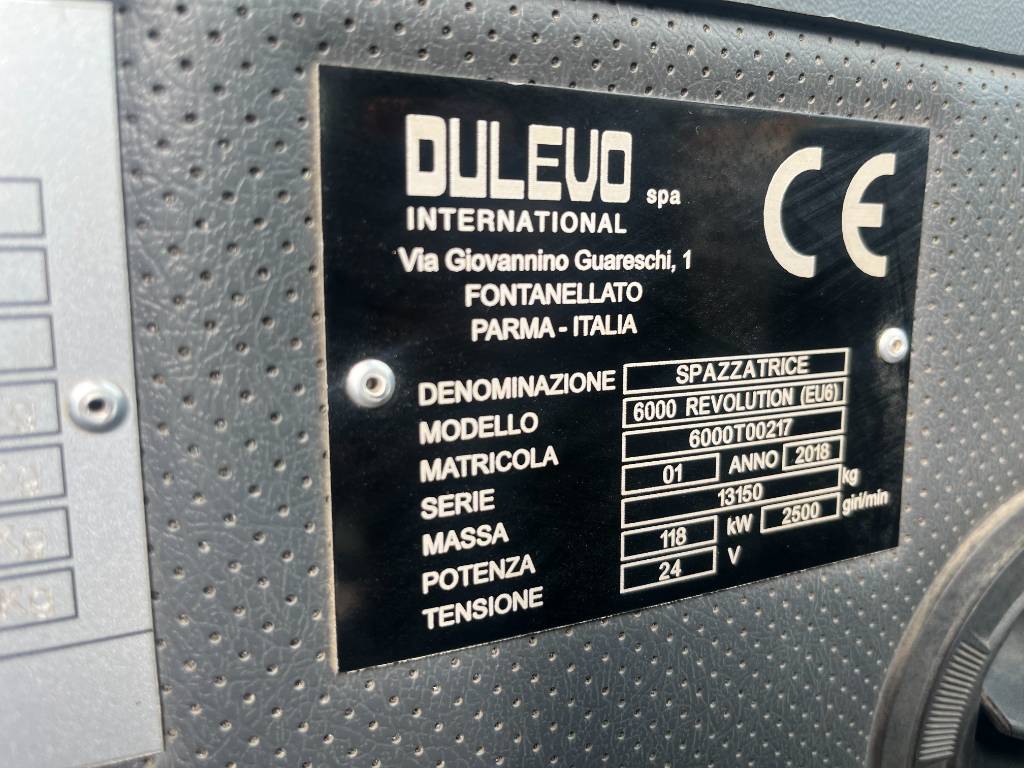 DULEVO spa
INTERNATIONAL
Via Giovannino Guareschi, 1
FONTANELLATO
PARMA - ITALIA
CE
DENOMINAZIONE SPAZZATRICE
MODELLO 6000 REVOLUTION (EU6)
MATRICOLA 6000T00217
SERIE 01 ANNO 2018
MASSA 13150 kg
POTENZA 118 kW 2500 giri/min
TENSIONE 24 V
kg